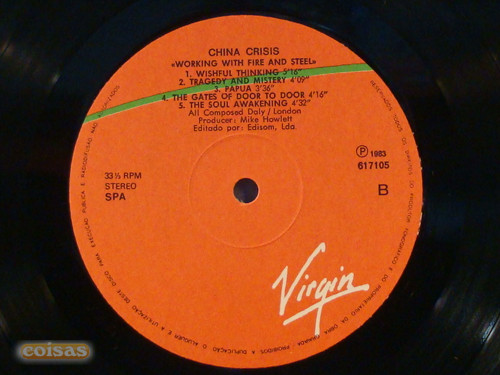 CHINA CRISIS
«WORKING WITH FIRE AND STEEL»
1. WISHFUL THINKING 5'16"
2. TRAGEDY AND MISTERY 4'09"
3. PAPUA 3'36"
4. THE GATES OF DOOR TO DOOR 4'16"
5. THE SOUL AWAKENING 4'32"
All Composed Daly / London
Producer: Mike Howlett
Editado por: Edisom, Lda.
33⅓ RPM
STEREO
SPA
Ⓟ 1983
617105
B
Virgin
coisas